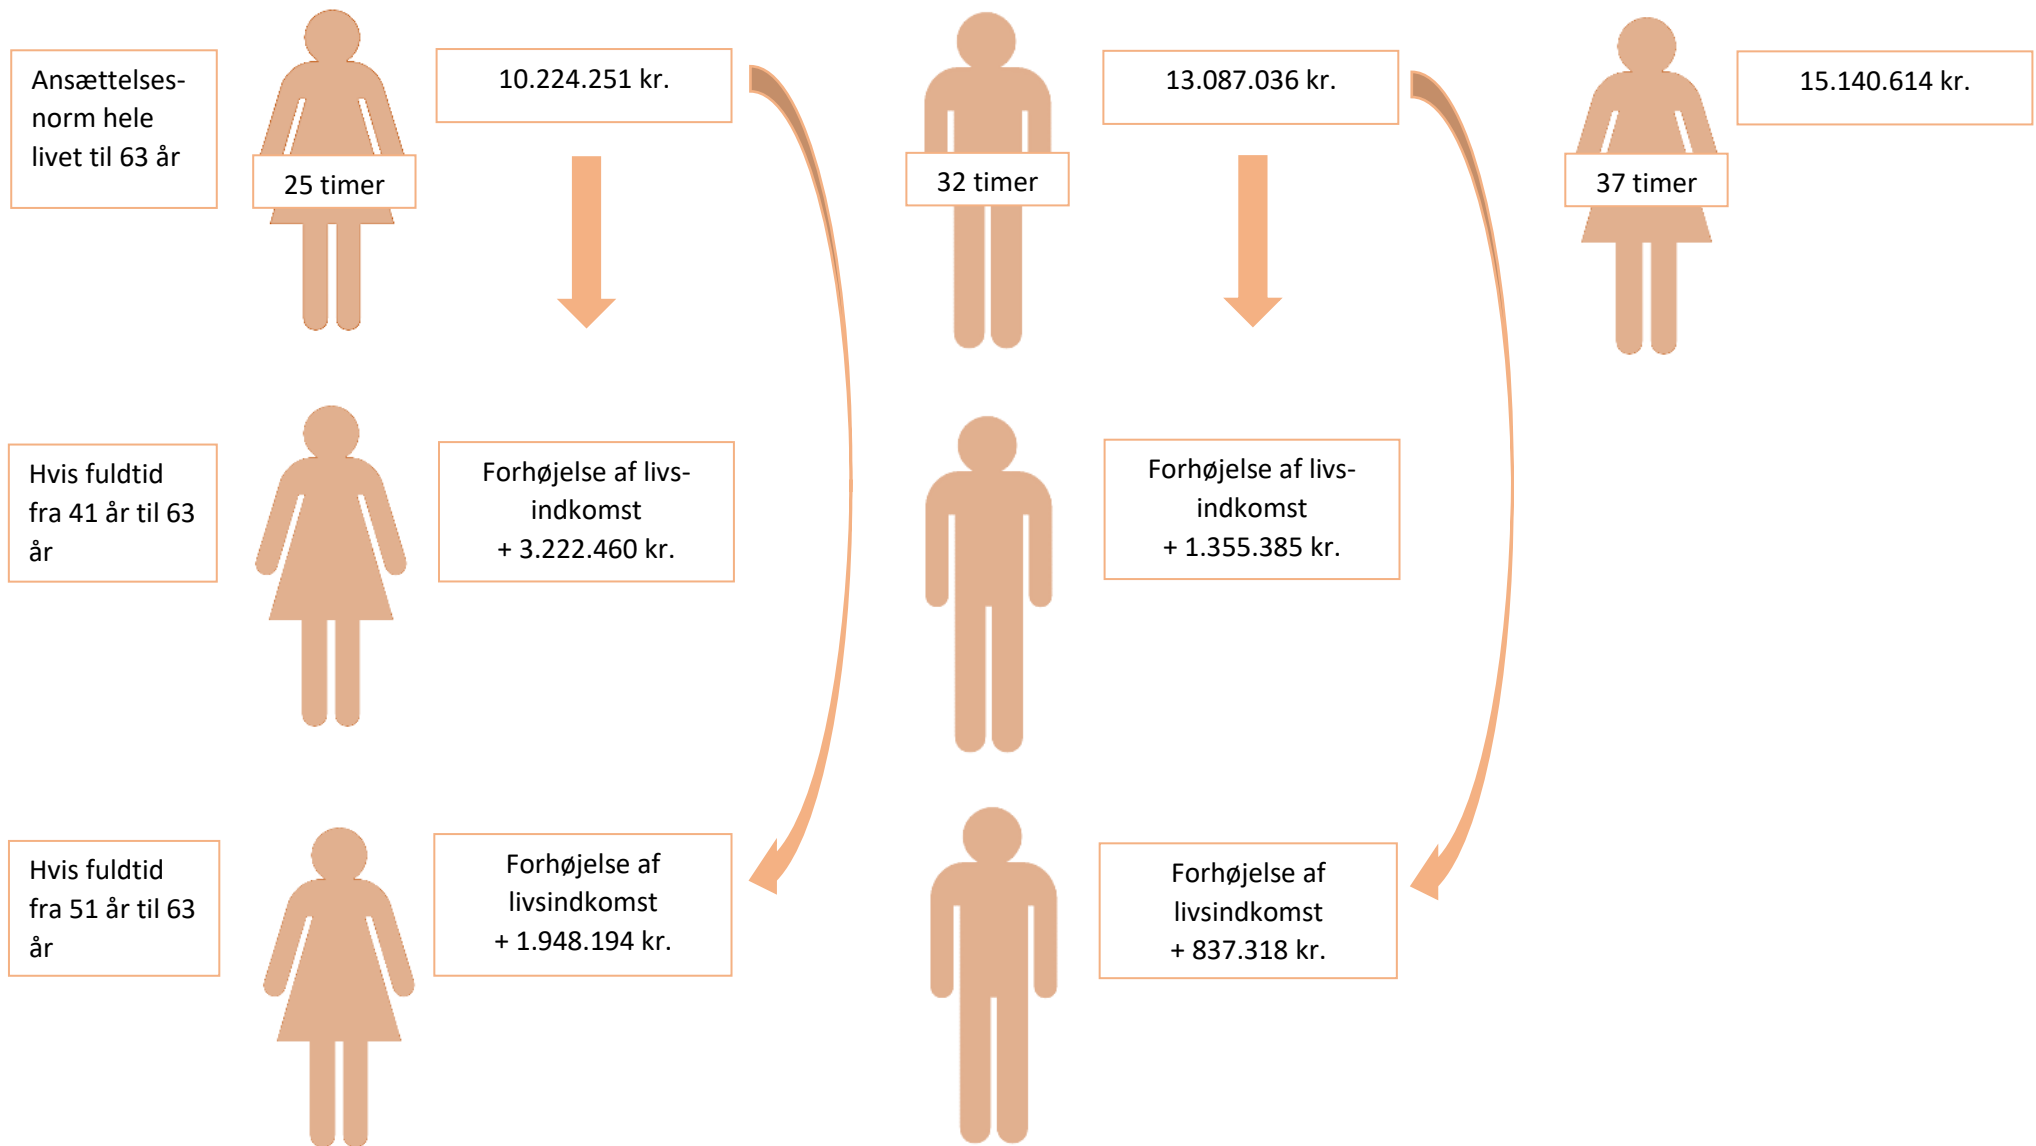 Ansættelses-
norm hele
livet til 63 år
25 timer
10.224.251 kr.
32 timer
13.087.036 kr.
37 timer
15.140.614 kr.
Hvis fuldtid
fra 41 år til 63
år
Forhøjelse af livs-
indkomst
+ 3.222.460 kr.
Forhøjelse af livs-
indkomst
+ 1.355.385 kr.
Hvis fuldtid
fra 51 år til 63
år
Forhøjelse af
livsindkomst
+ 1.948.194 kr.
Forhøjelse af
livsindkomst
+ 837.318 kr.